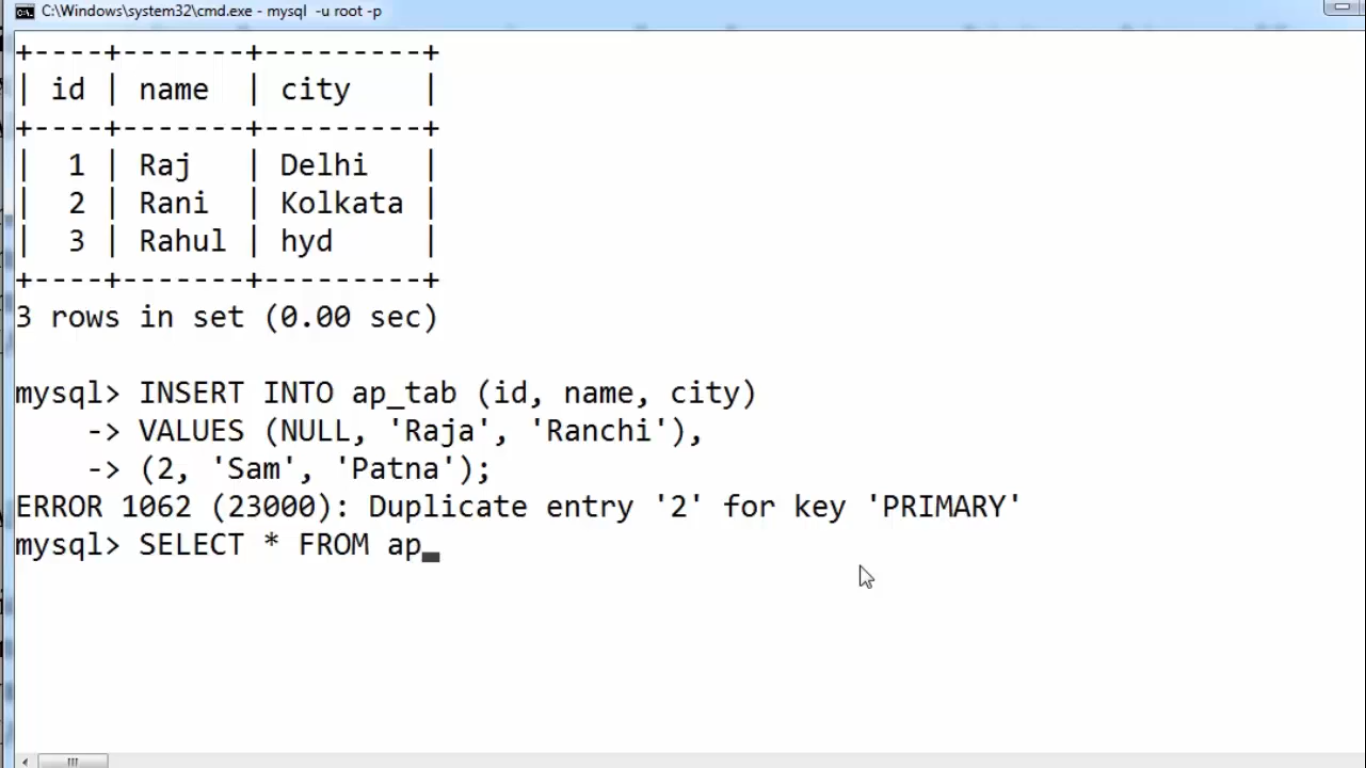 C:\Windows\system32\cmd.exe - mysql  -u root -p
+----+-------+---------+
| id | name  | city    |
+----+-------+---------+
|  1 | Raj   | Delhi   |
|  2 | Rani  | Kolkata |
|  3 | Rahul | hyd     |
+----+-------+---------+
3 rows in set (0.00 sec)
mysql> INSERT INTO ap_tab (id, name, city)
    -> VALUES (NULL, 'Raja', 'Ranchi'),
    -> (2, 'Sam', 'Patna');
ERROR 1062 (23000): Duplicate entry '2' for key 'PRIMARY'
mysql> SELECT * FROM ap